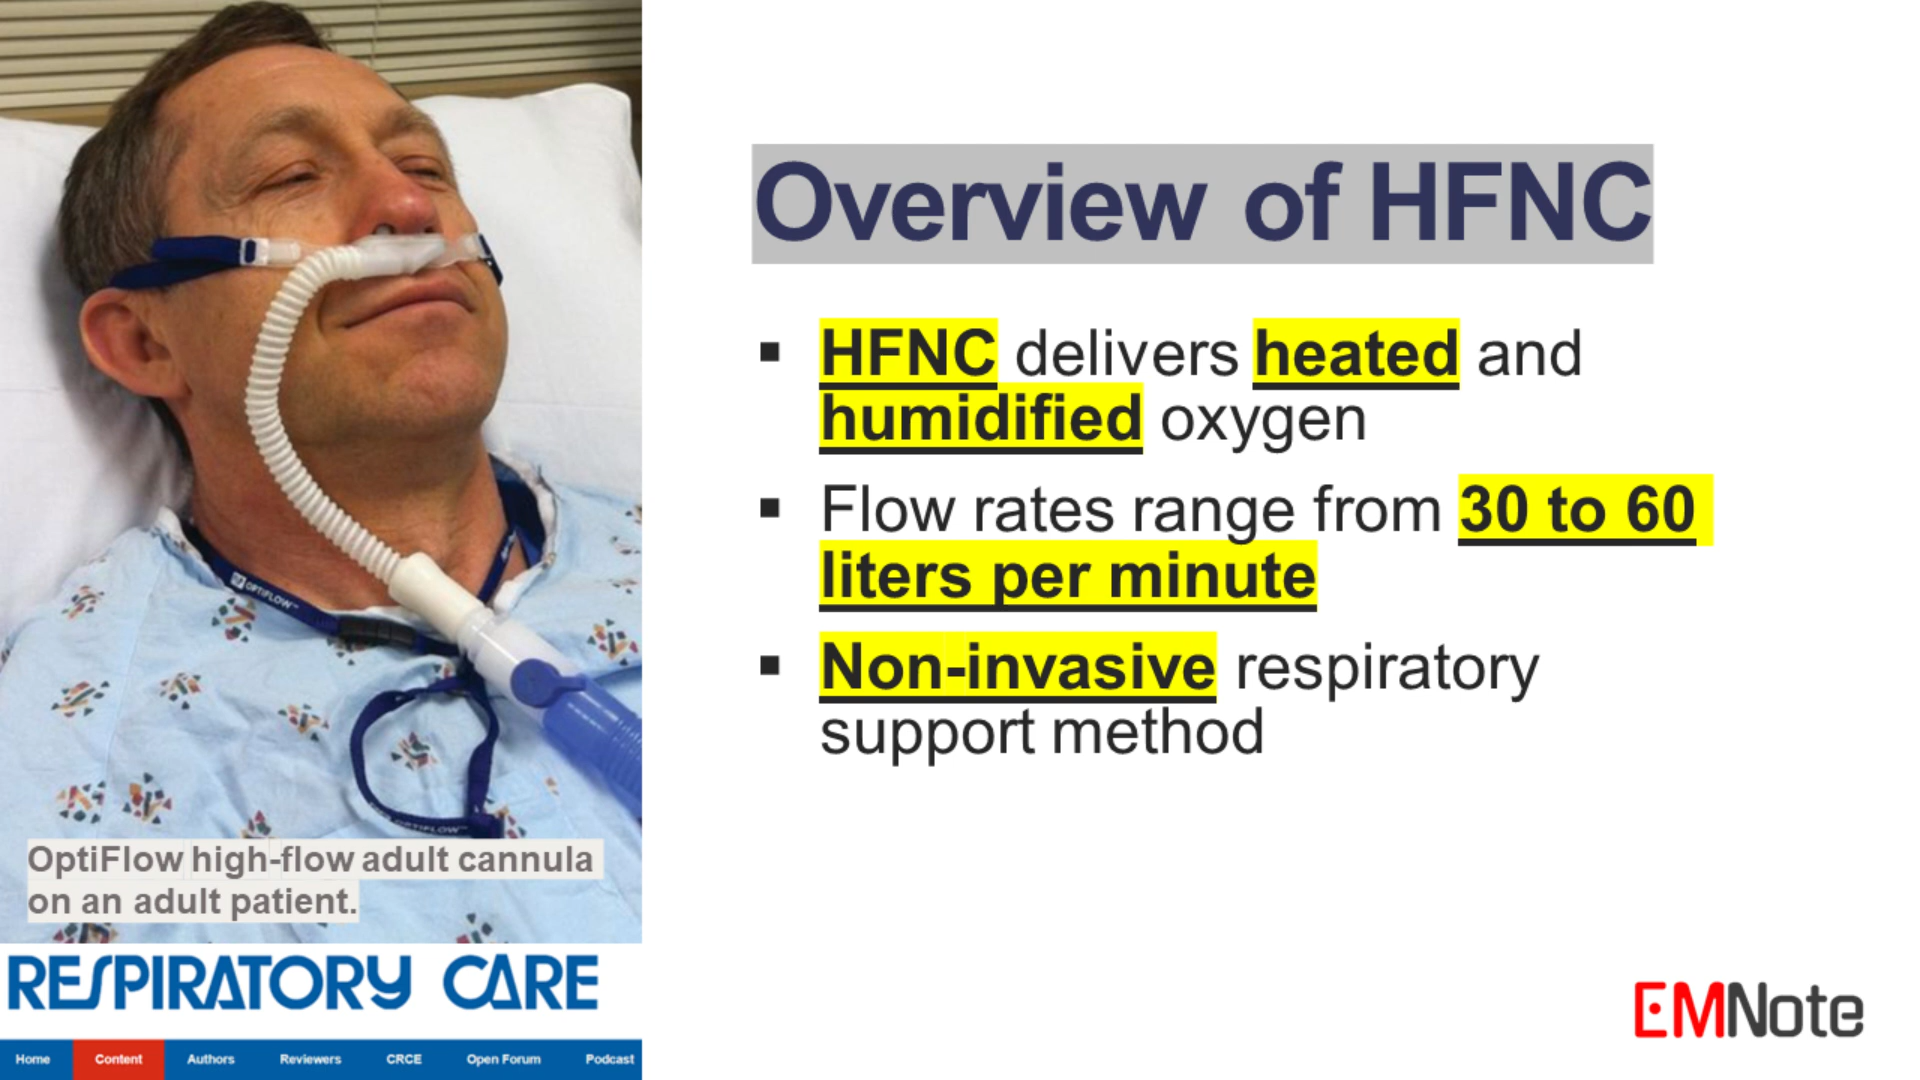 OPTIFLOW™
OPTIFLOW™
OptiFlow high-flow adult cannula
on an adult patient.
RESPIRATORY CARE
Home Content Authors Reviewers CRCE Open Forum Podcast
Overview of HFNC
▪ HFNC delivers heated and
humidified oxygen
▪ Flow rates range from 30 to 60
liters per minute
▪ Non-invasive respiratory
support method
EMNote